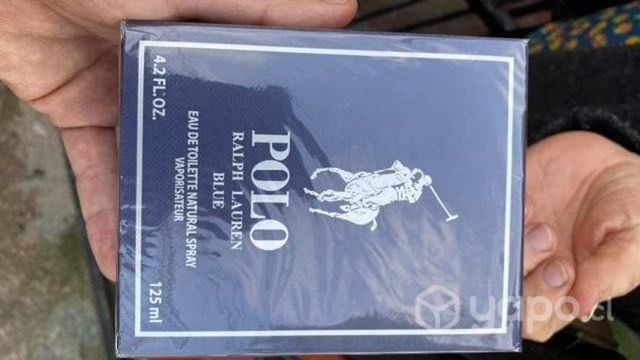 POLO
RALPH LAUREN
BLUE
EAU DE TOILETTE NATURAL SPRAY
VAPORISATEUR
4.2 FL. OZ.
125 ml
yapo.cl